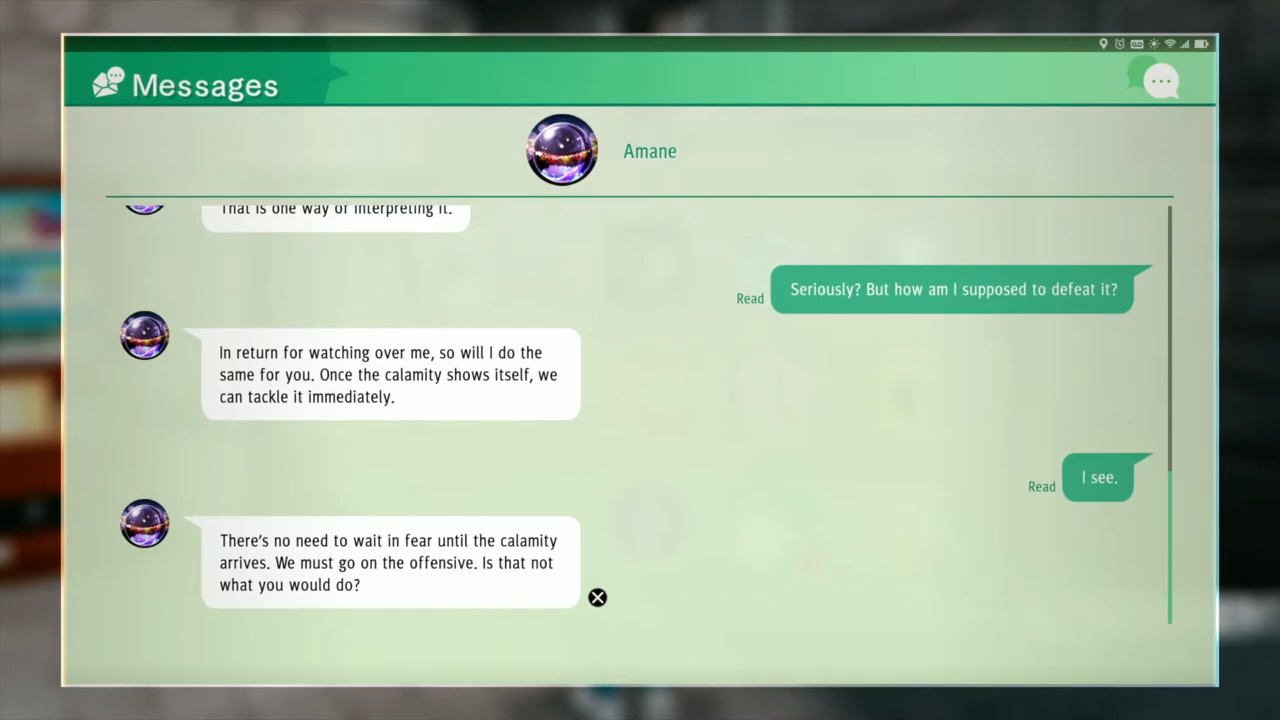 Messages
Amane
That is one way of interpreting it.
Seriously? But how am I supposed to defeat it?
Read
In return for watching over me, so will I do the
same for you. Once the calamity shows itself, we
can tackle it immediately.
I see.
Read
There's no need to wait in fear until the calamity
arrives. We must go on the offensive. Is that not
what you would do?